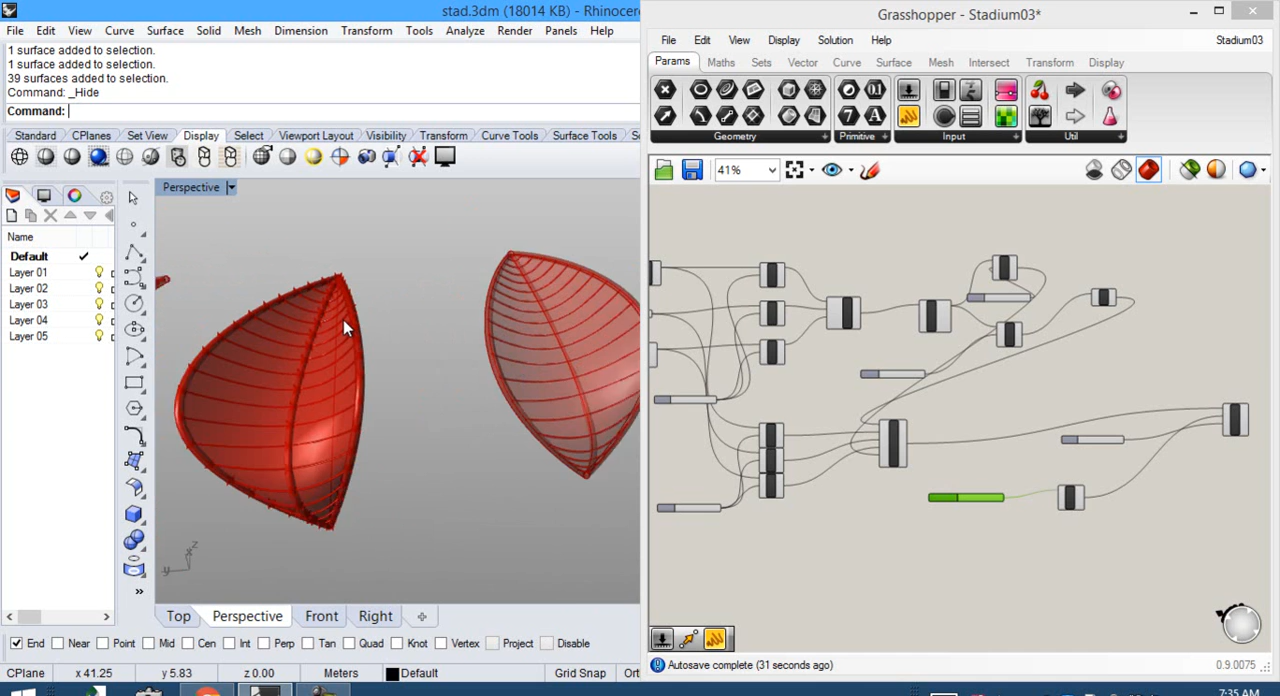 stad.3dm (18014 KB) - Rhinoce
File Edit View Curve Surface Solid Mesh Dimension Transform Tools Analyze Render Panels Help
1 surface added to selection.
1 surface added to selection.
39 surfaces added to selection.
Command: _Hide
Command:
Standard CPlanes Set View Display Select Viewport Layout Visibility Transform Curve Tools Surface Tools So
Perspective
Name
Default
Layer 01
Layer 02
Layer 03
Layer 04
Layer 05
z
y
x
Top Perspective Front Right
End Near Point Mid Cen Int Perp Tan Quad Knot Vertex Project Disable
CPlane x 41.25 y 5.83 z 0.00 Meters Default Grid Snap Ort
Grasshopper - Stadium03*
File Edit View Display Solution Help Stadium03
Params Maths Sets Vector Curve Surface Mesh Intersect Transform Display
Geometry Primitive Input Util
41%
Autosave complete (31 seconds ago) 0.9.0075
7:35 AM